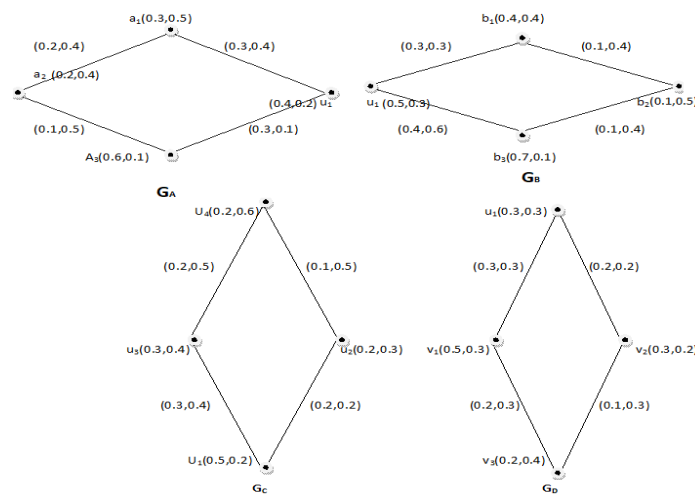 a₁(0.3,0.5)
(0.2,0.4)
(0.3,0.4)
a₂ (0.2,0.4)
(0.4,0.2) u₁
(0.1,0.5)
(0.3,0.1)
A₃(0.6,0.1)
G_A
b₁(0.4,0.4)
(0.3,0.3)
(0.1,0.4)
u₁ (0.5,0.3)
b₂(0.1,0.5)
(0.4,0.6)
(0.1,0.4)
b₃(0.7,0.1)
G_B
U₄(0.2,0.6)
(0.2,0.5)
(0.1,0.5)
u₃(0.3,0.4)
u₂(0.2,0.3)
(0.3,0.4)
(0.2,0.2)
U₁(0.5,0.2)
G_C
u₁(0.3,0.3)
(0.3,0.3)
(0.2,0.2)
v₁(0.5,0.3)
v₂(0.3,0.2)
(0.2,0.3)
(0.1,0.3)
v₃(0.2,0.4)
G_D